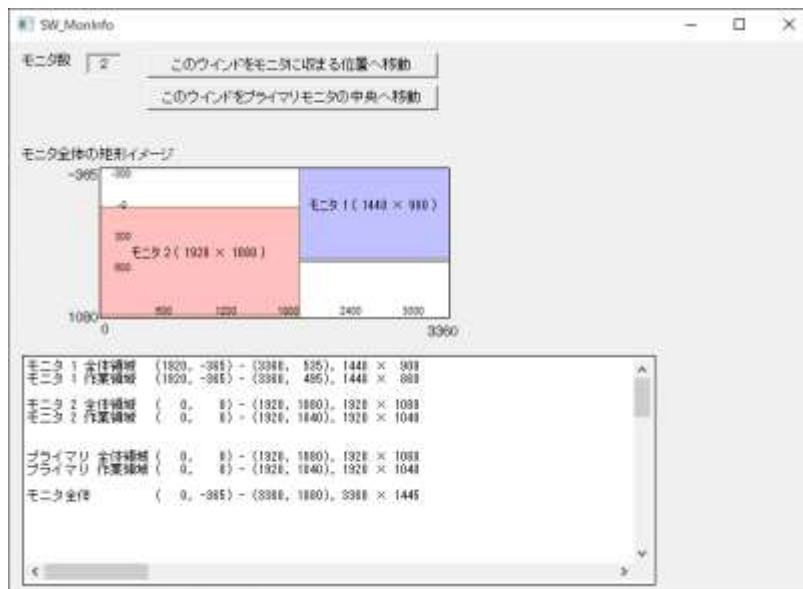 SW_MonInfo
モニタ数 2 このウインドをモニタに収まる位置へ移動
このウインドをプライマリモニタの中央へ移動
モニタ全体の矩形イメージ
-365 -300
モニタ 1 ( 1440 × 900 )
-0
300
モニタ 2 ( 1920 × 1080 )
600
1080 600 1200 1800 2400 3000
0 3360
モニタ 1 全体領域 (1920, -365) - (3360, 535), 1440 × 900
モニタ 1 作業領域 (1920, -365) - (3360, 495), 1440 × 860
モニタ 2 全体領域 ( 0, 0) - (1920, 1080), 1920 × 1080
モニタ 2 作業領域 ( 0, 0) - (1920, 1040), 1920 × 1040
プライマリ 全体領域 ( 0, 0) - (1920, 1080), 1920 × 1080
プライマリ 作業領域 ( 0, 0) - (1920, 1040), 1920 × 1040
モニタ全体 ( 0, -365) - (3360, 1080), 3360 × 1445